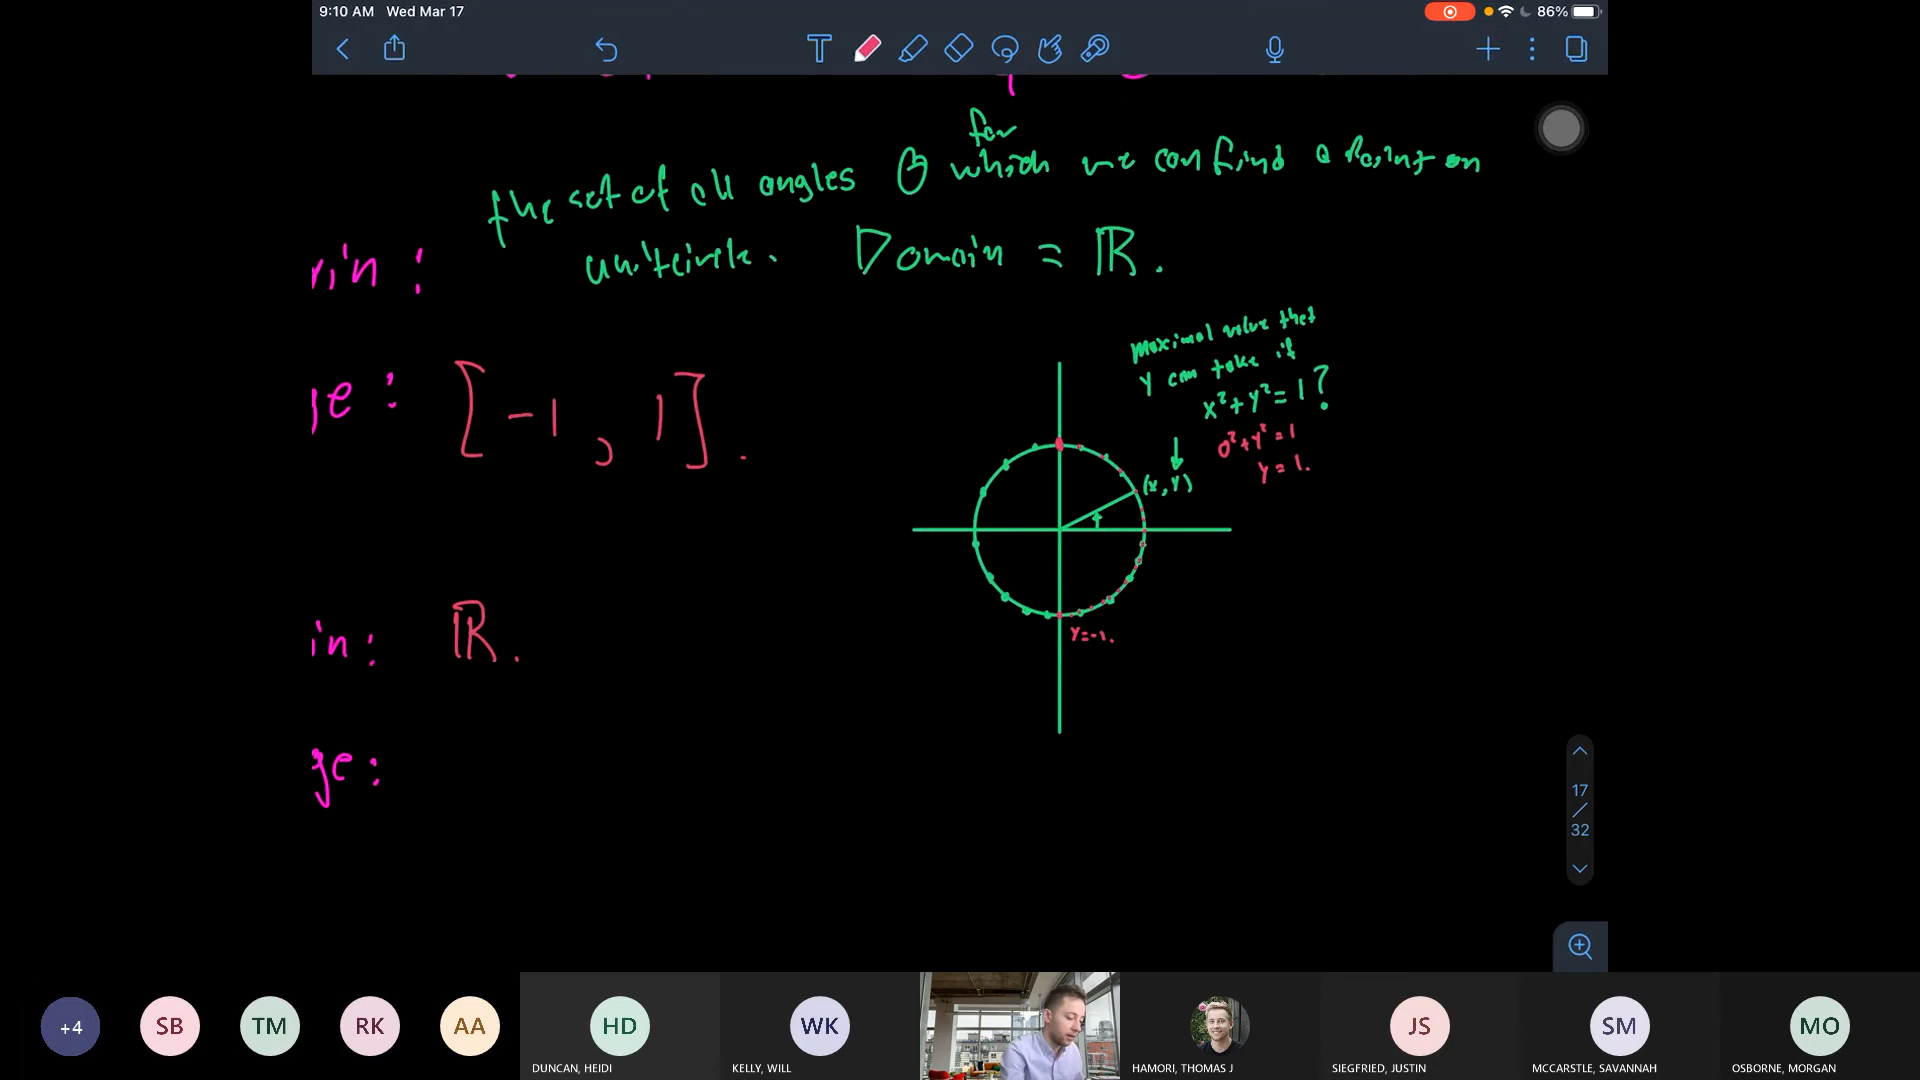 9:10 AM Wed Mar 17
86%
for
the set of all angles θ which we can find a point on
unit circle. Domain = ℝ.
in :
maximal value that
y can take if
x² + y² = 1 ?
0² + y² = 1
y = 1.
ge : [ -1 , 1 ] .
(x, y)
y = -1.
in : ℝ .
ge :
17
/
32
+4
SB
TM
RK
AA
HD
DUNCAN, HEIDI
WK
KELLY, WILL
HAMORI, THOMAS J
JS
SIEGFRIED, JUSTIN
SM
MCCARSTLE, SAVANNAH
MO
OSBORNE, MORGAN